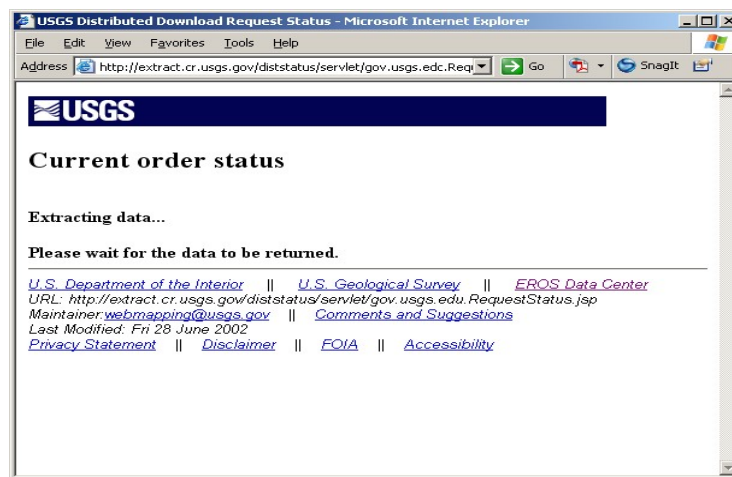 USGS Distributed Download Request Status - Microsoft Internet Explorer
File Edit View Favorites Tools Help
Address http://extract.cr.usgs.gov/diststatus/servlet/gov.usgs.edc.Req Go SnagIt
USGS
Current order status
Extracting data...
Please wait for the data to be returned.
U.S. Department of the Interior || U.S. Geological Survey || EROS Data Center
URL: http://extract.cr.usgs.gov/diststatus/servlet/gov.usgs.edu.RequestStatus.jsp
Maintainer:webmapping@usgs.gov || Comments and Suggestions
Last Modified: Fri 28 June 2002
Privacy Statement || Disclaimer || FOIA || Accessibility